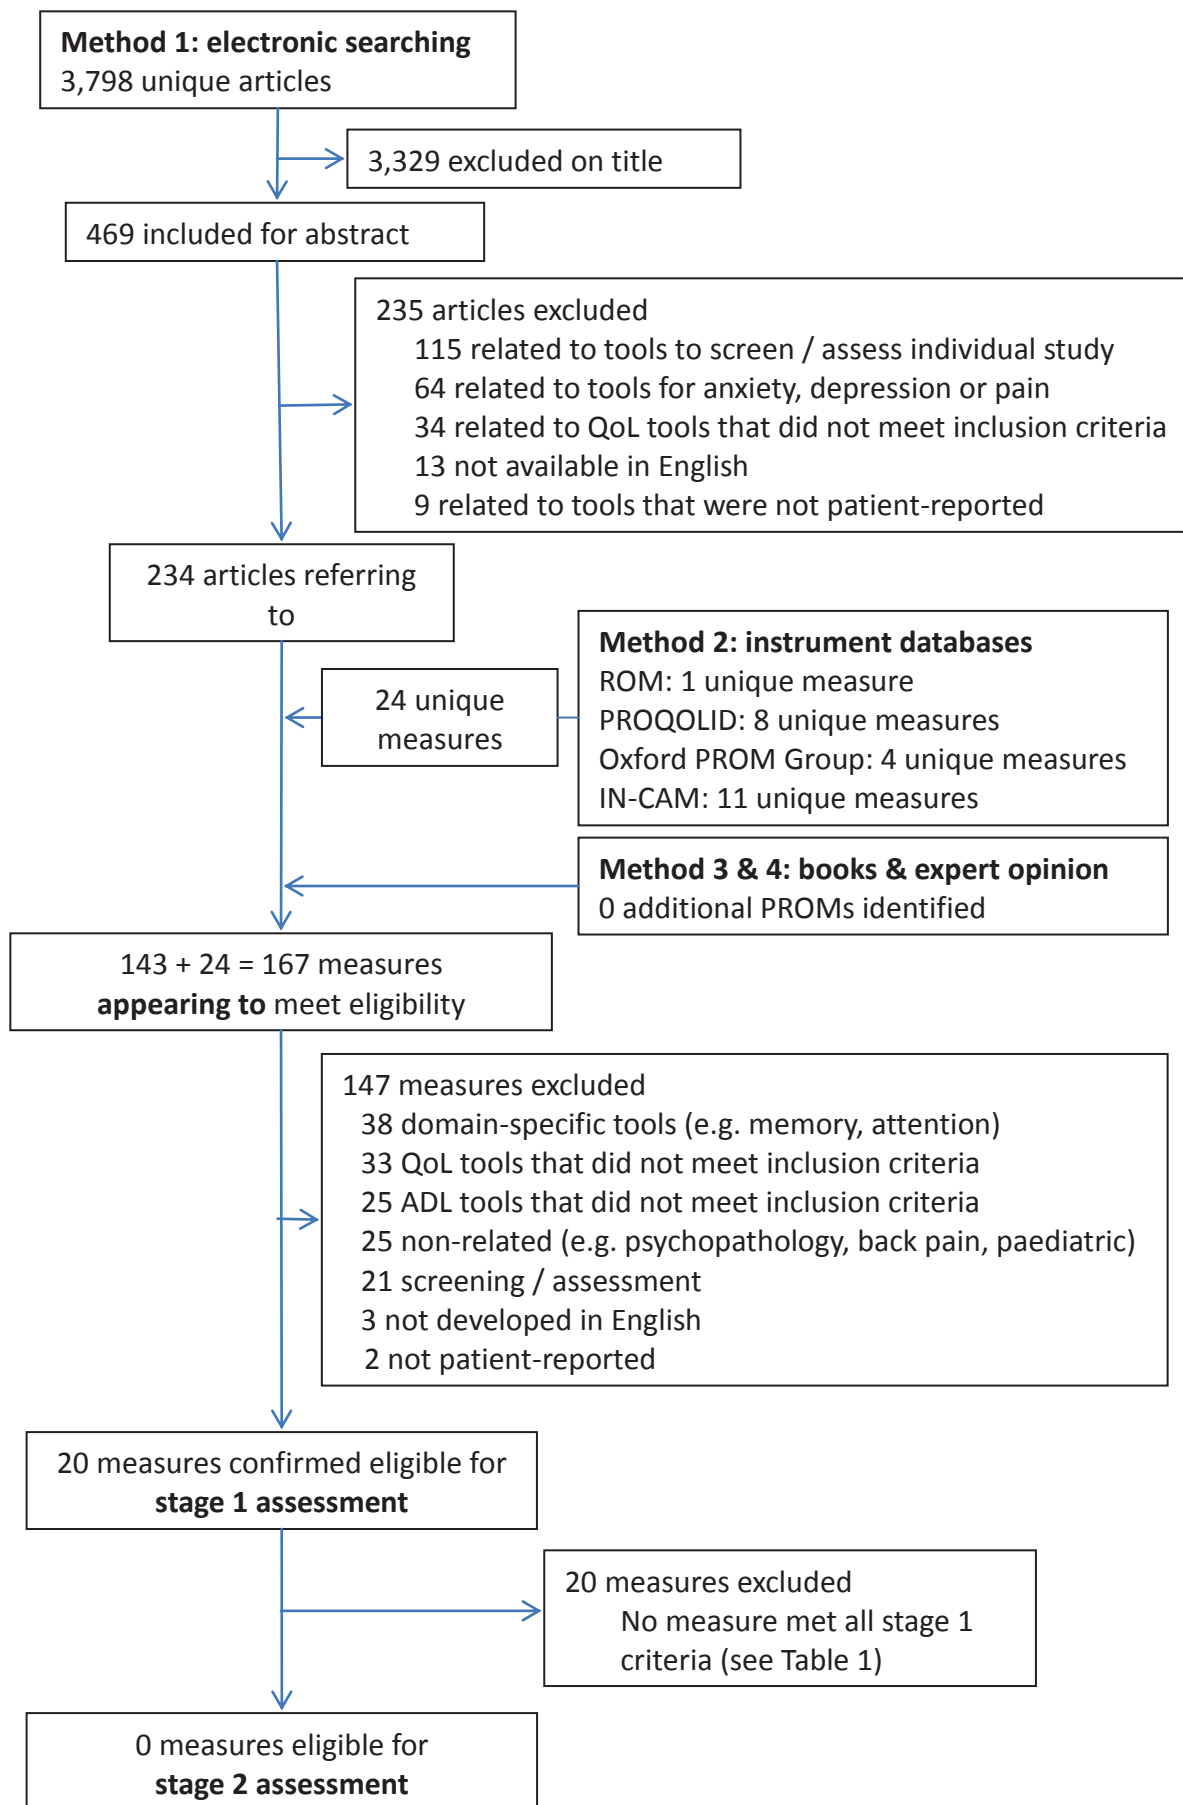 Method 1: electronic searching
3,798 unique articles
3,329 excluded on title
469 included for abstract
235 articles excluded
115 related to tools to screen / assess individual study
64 related to tools for anxiety, depression or pain
34 related to QoL tools that did not meet inclusion criteria
13 not available in English
9 related to tools that were not patient-reported
234 articles referring
to
Method 2: instrument databases
ROM: 1 unique measure
PROQOLID: 8 unique measures
Oxford PROM Group: 4 unique measures
IN-CAM: 11 unique measures
24 unique
measures
Method 3 & 4: books & expert opinion
0 additional PROMs identified
143 + 24 = 167 measures
appearing to meet eligibility
147 measures excluded
38 domain-specific tools (e.g. memory, attention)
33 QoL tools that did not meet inclusion criteria
25 ADL tools that did not meet inclusion criteria
25 non-related (e.g. psychopathology, back pain, paediatric)
21 screening / assessment
3 not developed in English
2 not patient-reported
20 measures confirmed eligible for
stage 1 assessment
20 measures excluded
No measure met all stage 1
criteria (see Table 1)
0 measures eligible for
stage 2 assessment